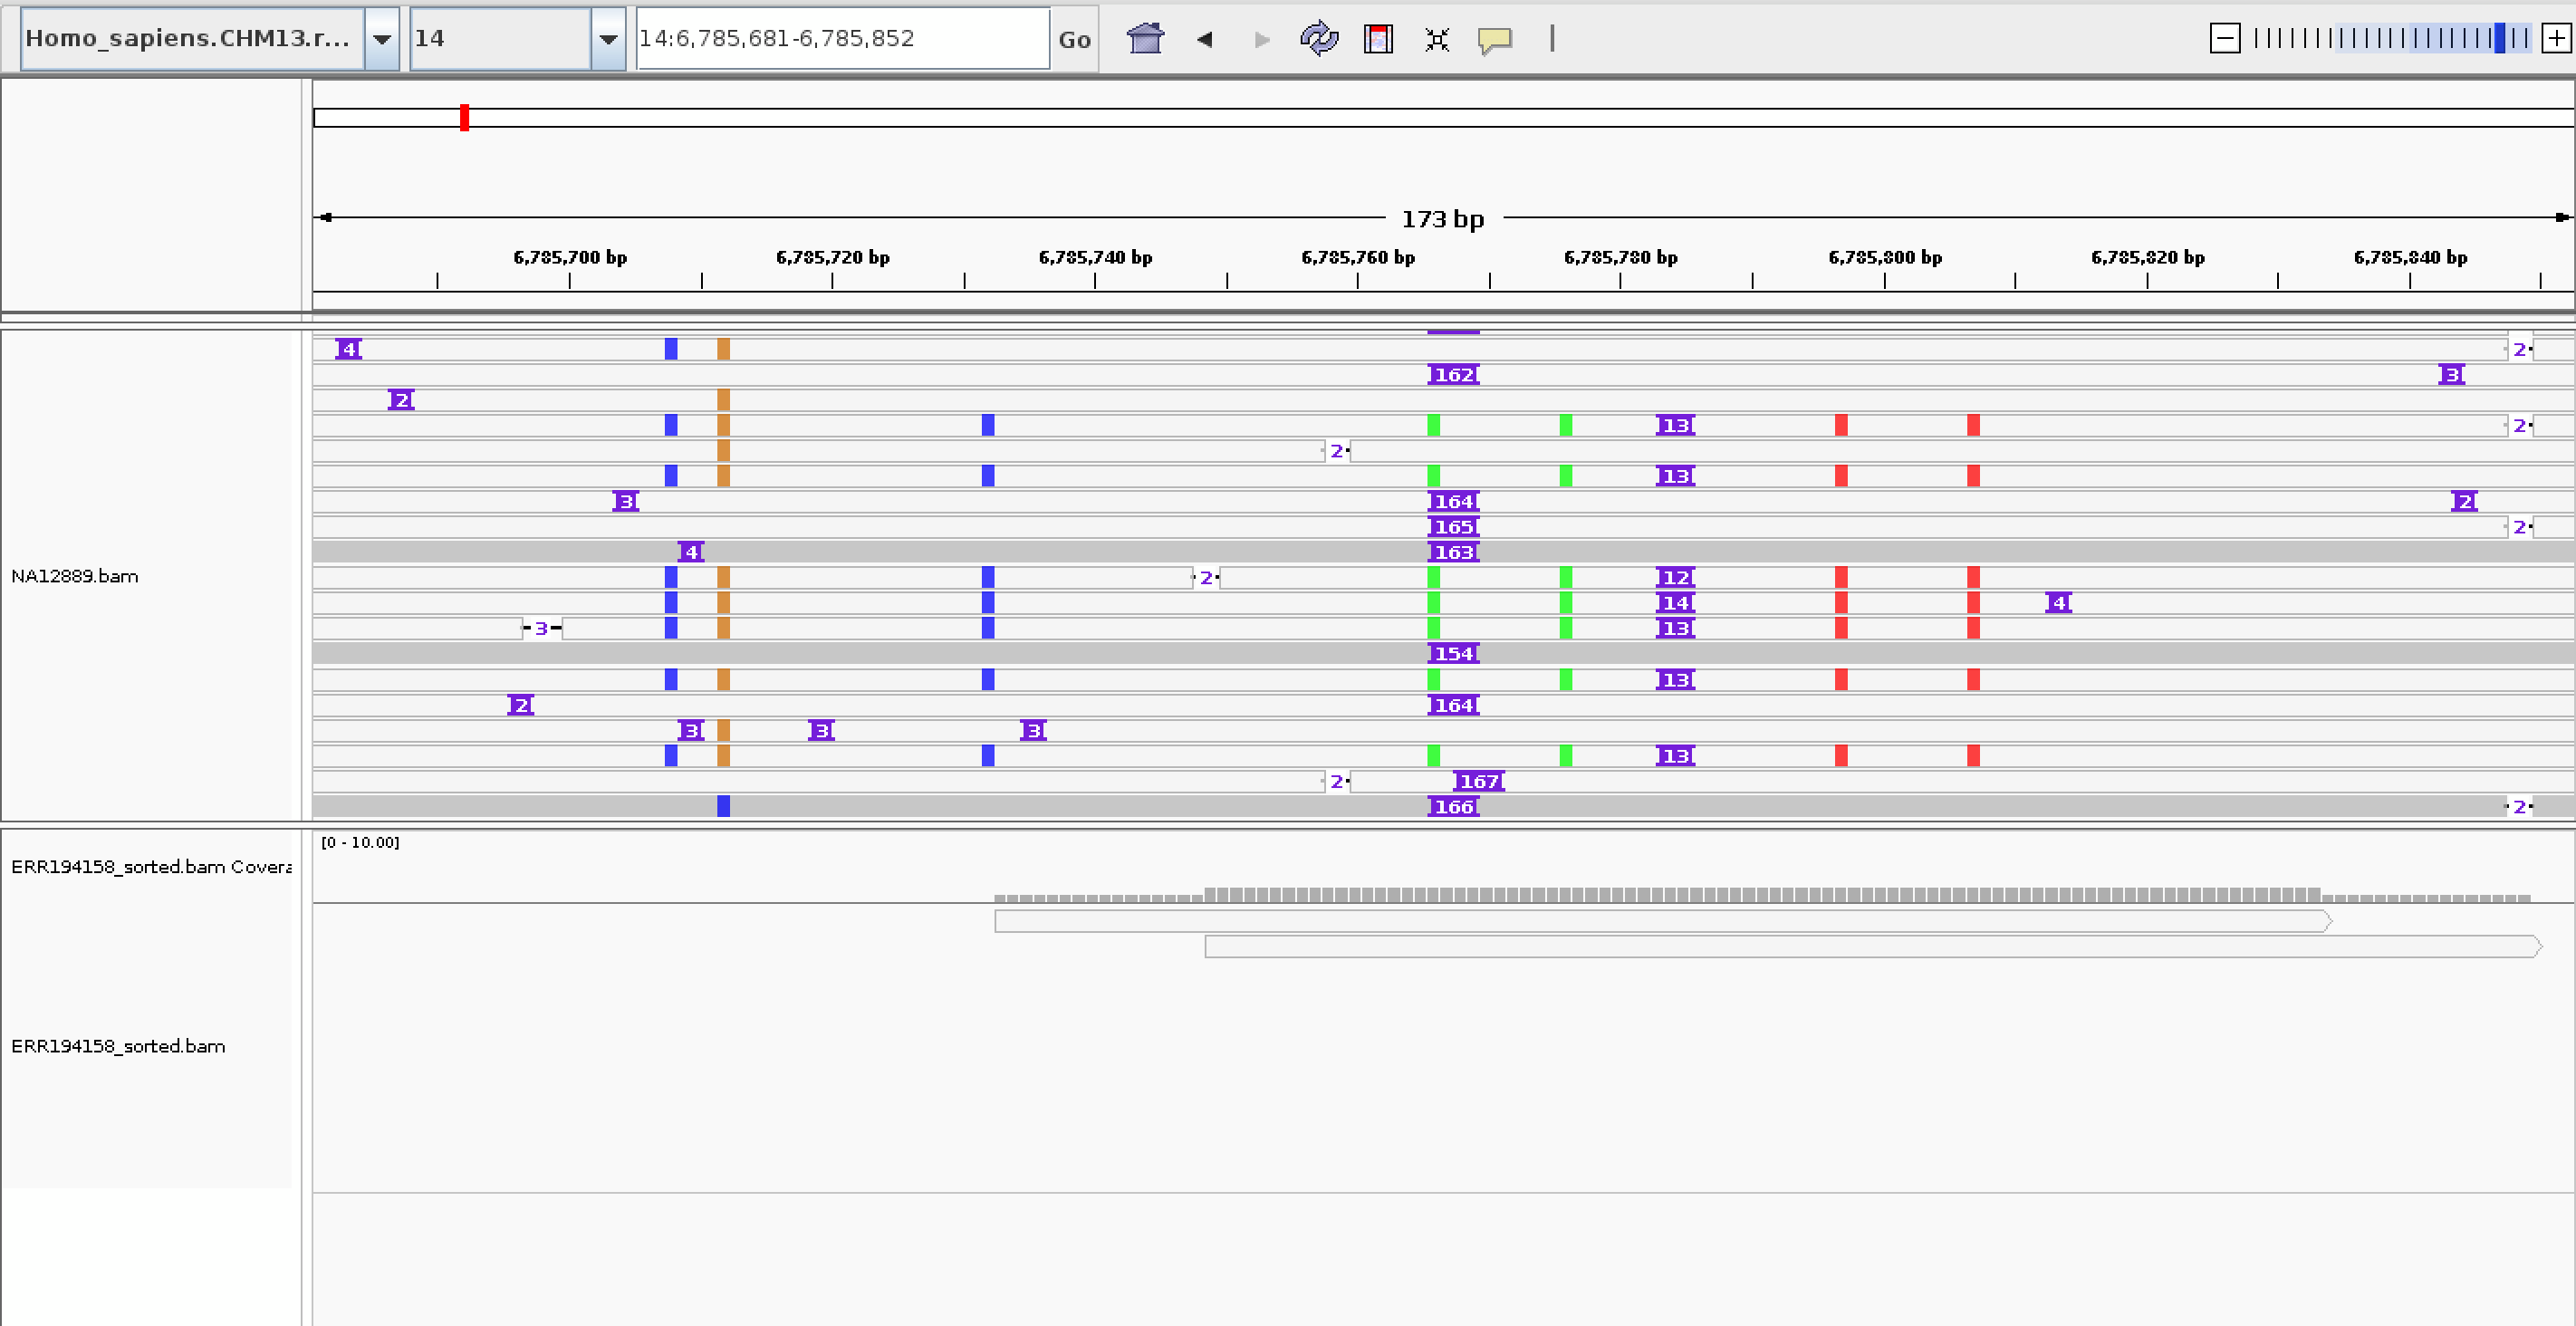 Homo_sapiens.CHM13.r... 14 14:6,785,681-6,785,852 Go
173 bp
6,785,700 bp 6,785,720 bp 6,785,740 bp 6,785,760 bp 6,785,780 bp 6,785,800 bp 6,785,820 bp 6,785,840 bp
4 2
162 3
2
13 2
2
13
3 164 2
165 2
4 163
NA12889.bam
2 12
14 4
3 13
154
13
2 164
3 3 3
13
2 167
166 2
[0 - 10.00]
ERR194158_sorted.bam Covera
ERR194158_sorted.bam